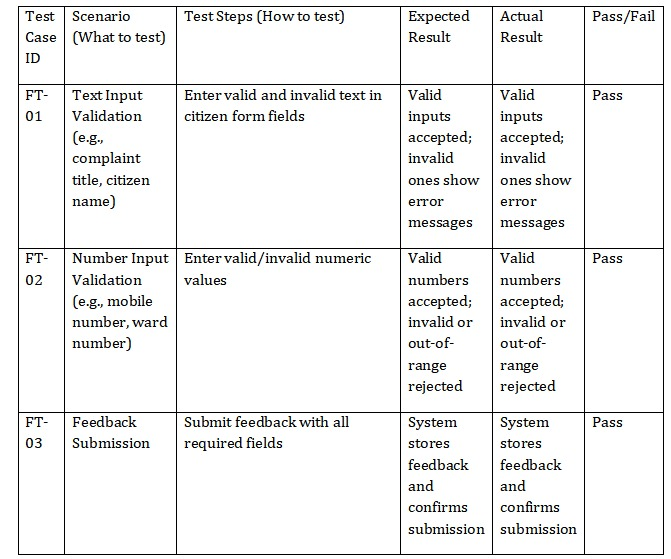 Test Case ID
Scenario (What to test)
Test Steps (How to test)
Expected Result
Actual Result
Pass/Fail
FT-01
Text Input
Validation
(e.g.,
complaint
title, citizen
name)
Enter valid and invalid text in
citizen form fields
Valid
inputs
accepted;
invalid
ones show
error
messages
Valid
inputs
accepted;
invalid
ones show
error
messages
Pass
FT-02
Number Input
Validation
(e.g., mobile
number, ward
number)
Enter valid/invalid numeric
values
Valid
numbers
accepted;
invalid or
out-of-
range
rejected
Valid
numbers
accepted;
invalid or
out-of-
range
rejected
Pass
FT-03
Feedback
Submission
Submit feedback with all
required fields
System
stores
feedback
and
confirms
submission
System
stores
feedback
and
confirms
submission
Pass